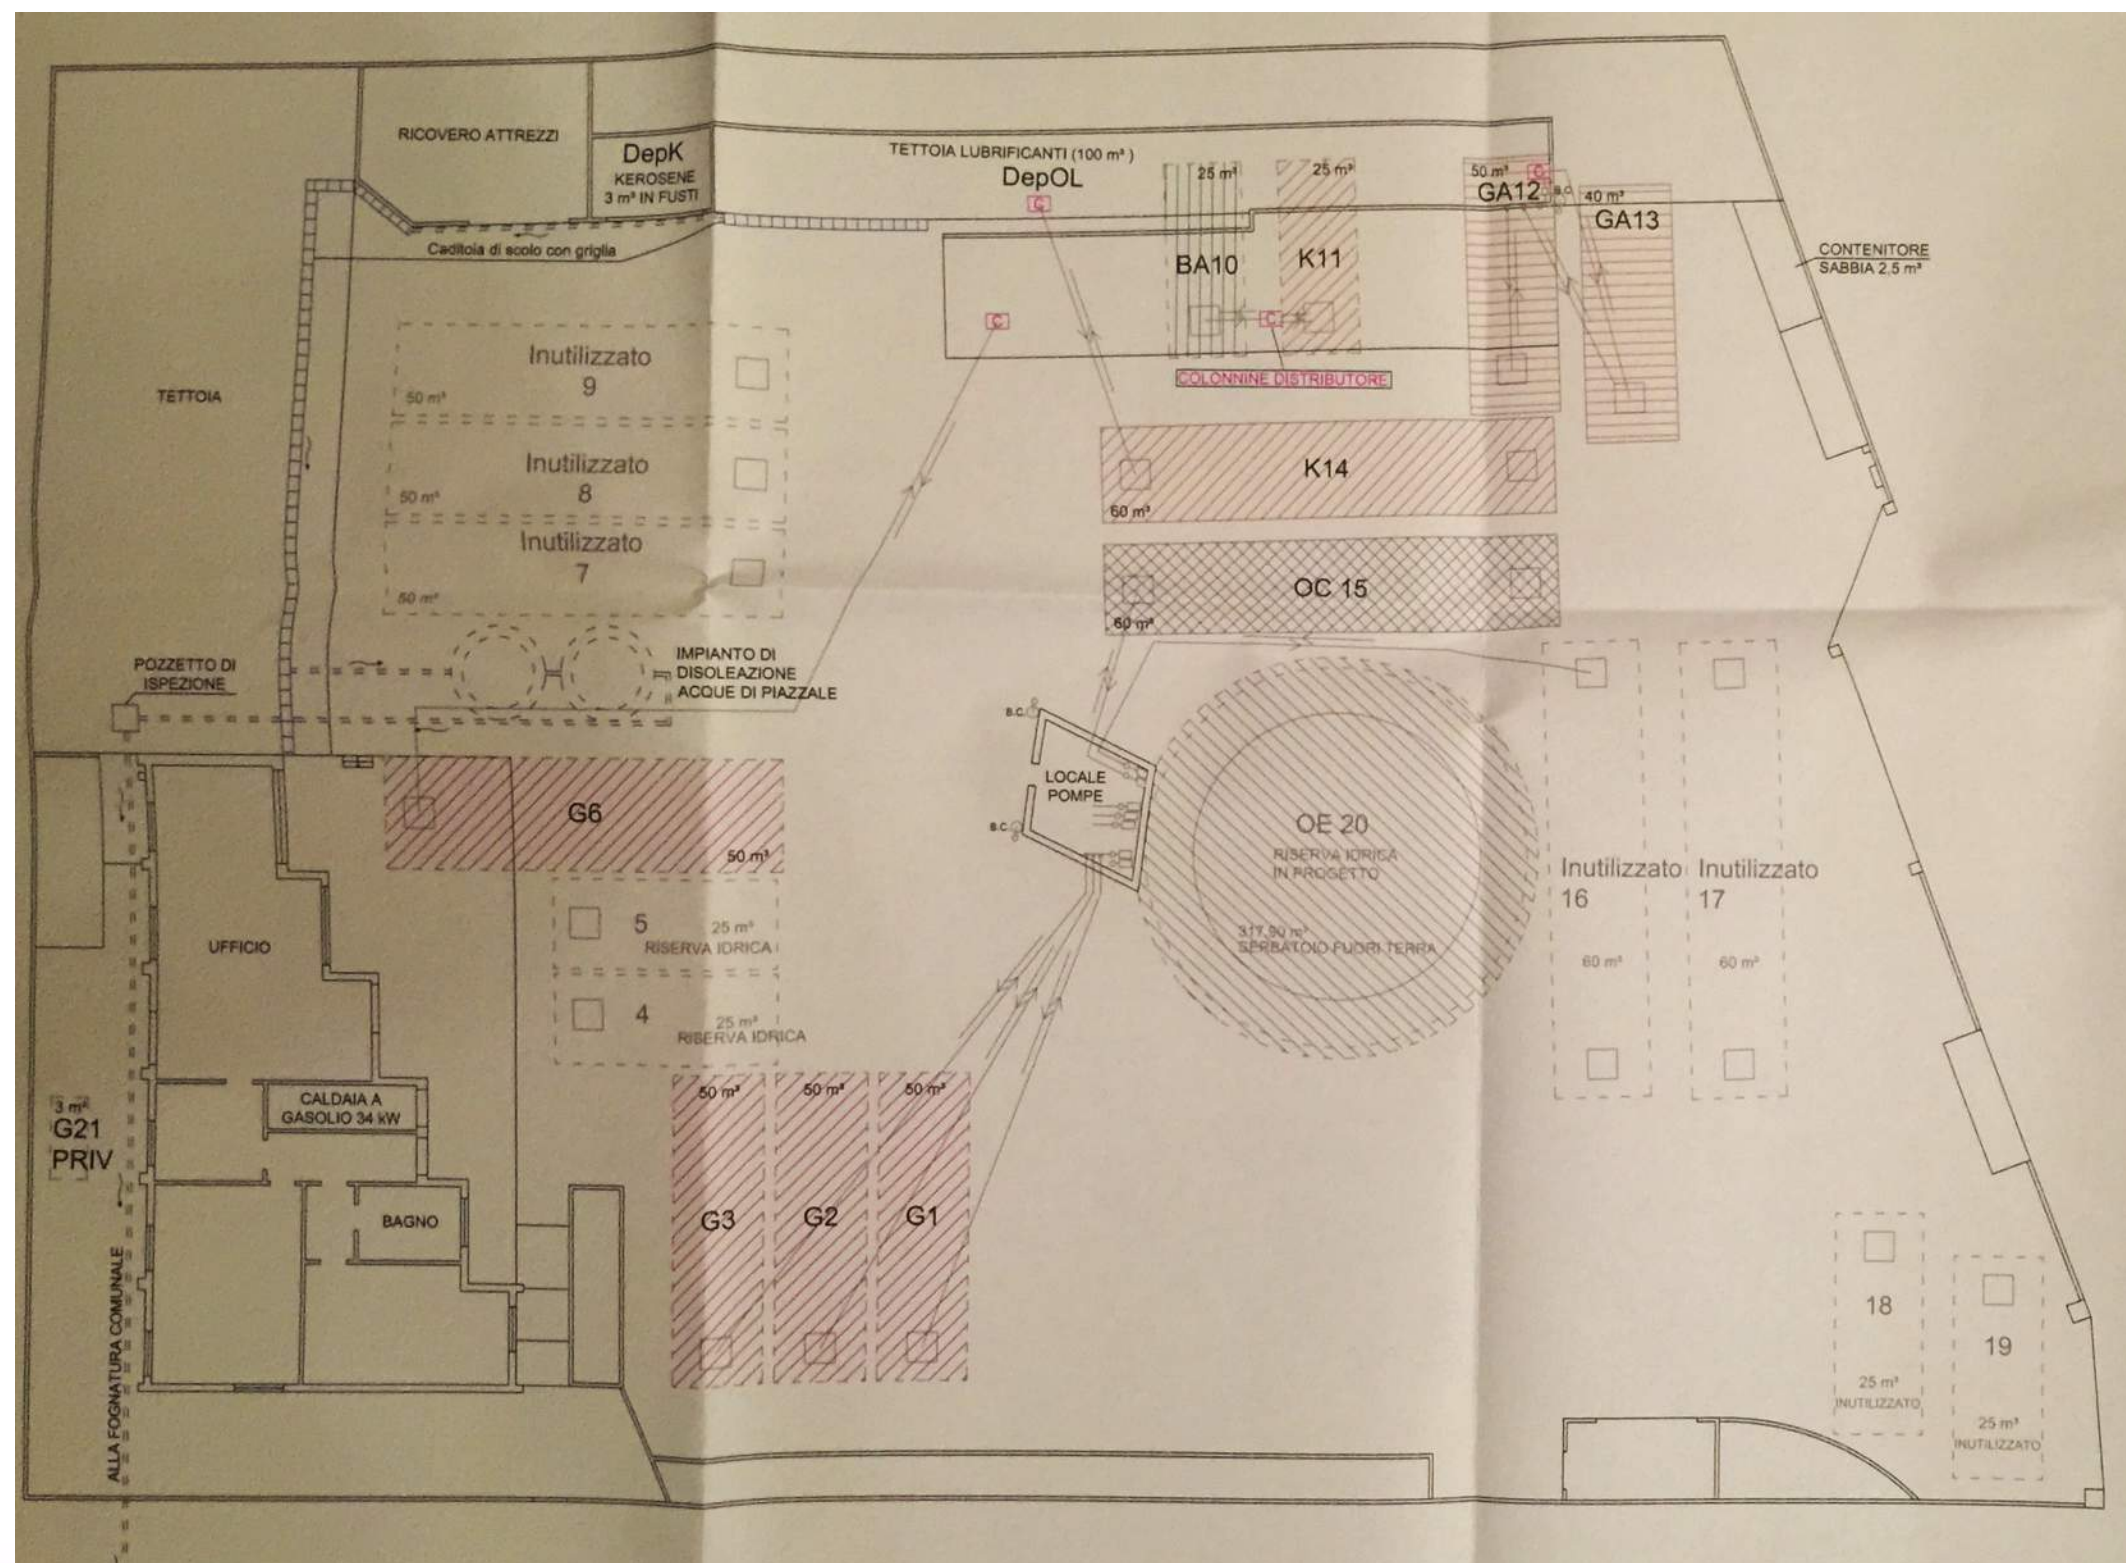 RICOVERO ATTREZZI
DepK
KEROSENE
3 m³ IN FUSTI
TETTOIA LUBRIFICANTI (100 m³)
DepOL
C
25 m³
BA10
25 m³
K11
50 m³
C
GA12
B.C.
40 m³
GA13
CONTENITORE
SABBIA 2,5 m³
Caditoia di scolo con griglia
C
C
COLONNINE DISTRIBUTORE
TETTOIA
Inutilizzato
9
50 m³
Inutilizzato
8
50 m³
Inutilizzato
7
50 m³
K14
60 m³
OC 15
60 m³
POZZETTO DI
ISPEZIONE
IMPIANTO DI
DISOLEAZIONE
ACQUE DI PIAZZALE
B.C.
LOCALE
POMPE
B.C.
G6
50 m³
OE 20
RISERVA IDRICA
IN PROGETTO
317,90 m³
SERBATOIO FUORI TERRA
Inutilizzato
16
60 m³
Inutilizzato
17
60 m³
UFFICIO
5
25 m³
RISERVA IDRICA
4
25 m³
RISERVA IDRICA
CALDAIA A
GASOLIO 34 kW
3 m³
G21
PRIV
50 m³
50 m³
50 m³
G3
G2
G1
BAGNO
ALLA FOGNATURA COMUNALE
18
25 m³
INUTILIZZATO
19
25 m³
INUTILIZZATO